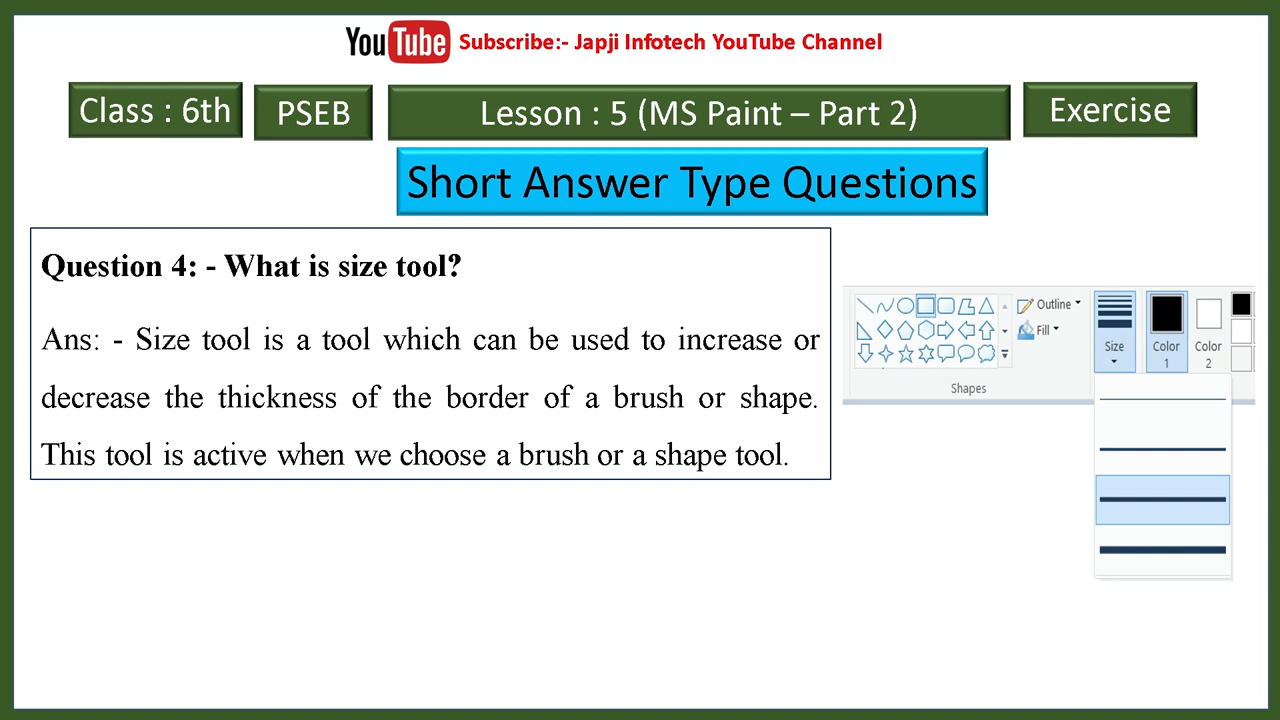 YouTube Subscribe:- Japji Infotech YouTube Channel
Class : 6th PSEB Lesson : 5 (MS Paint – Part 2) Exercise
Short Answer Type Questions
Question 4: - What is size tool?
Ans: - Size tool is a tool which can be used to increase or
decrease the thickness of the border of a brush or shape.
This tool is active when we choose a brush or a shape tool.
Outline
Fill
Shapes
Size
Color
1
Color
2